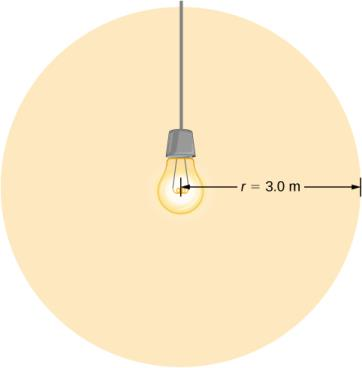 r = 3.0 m